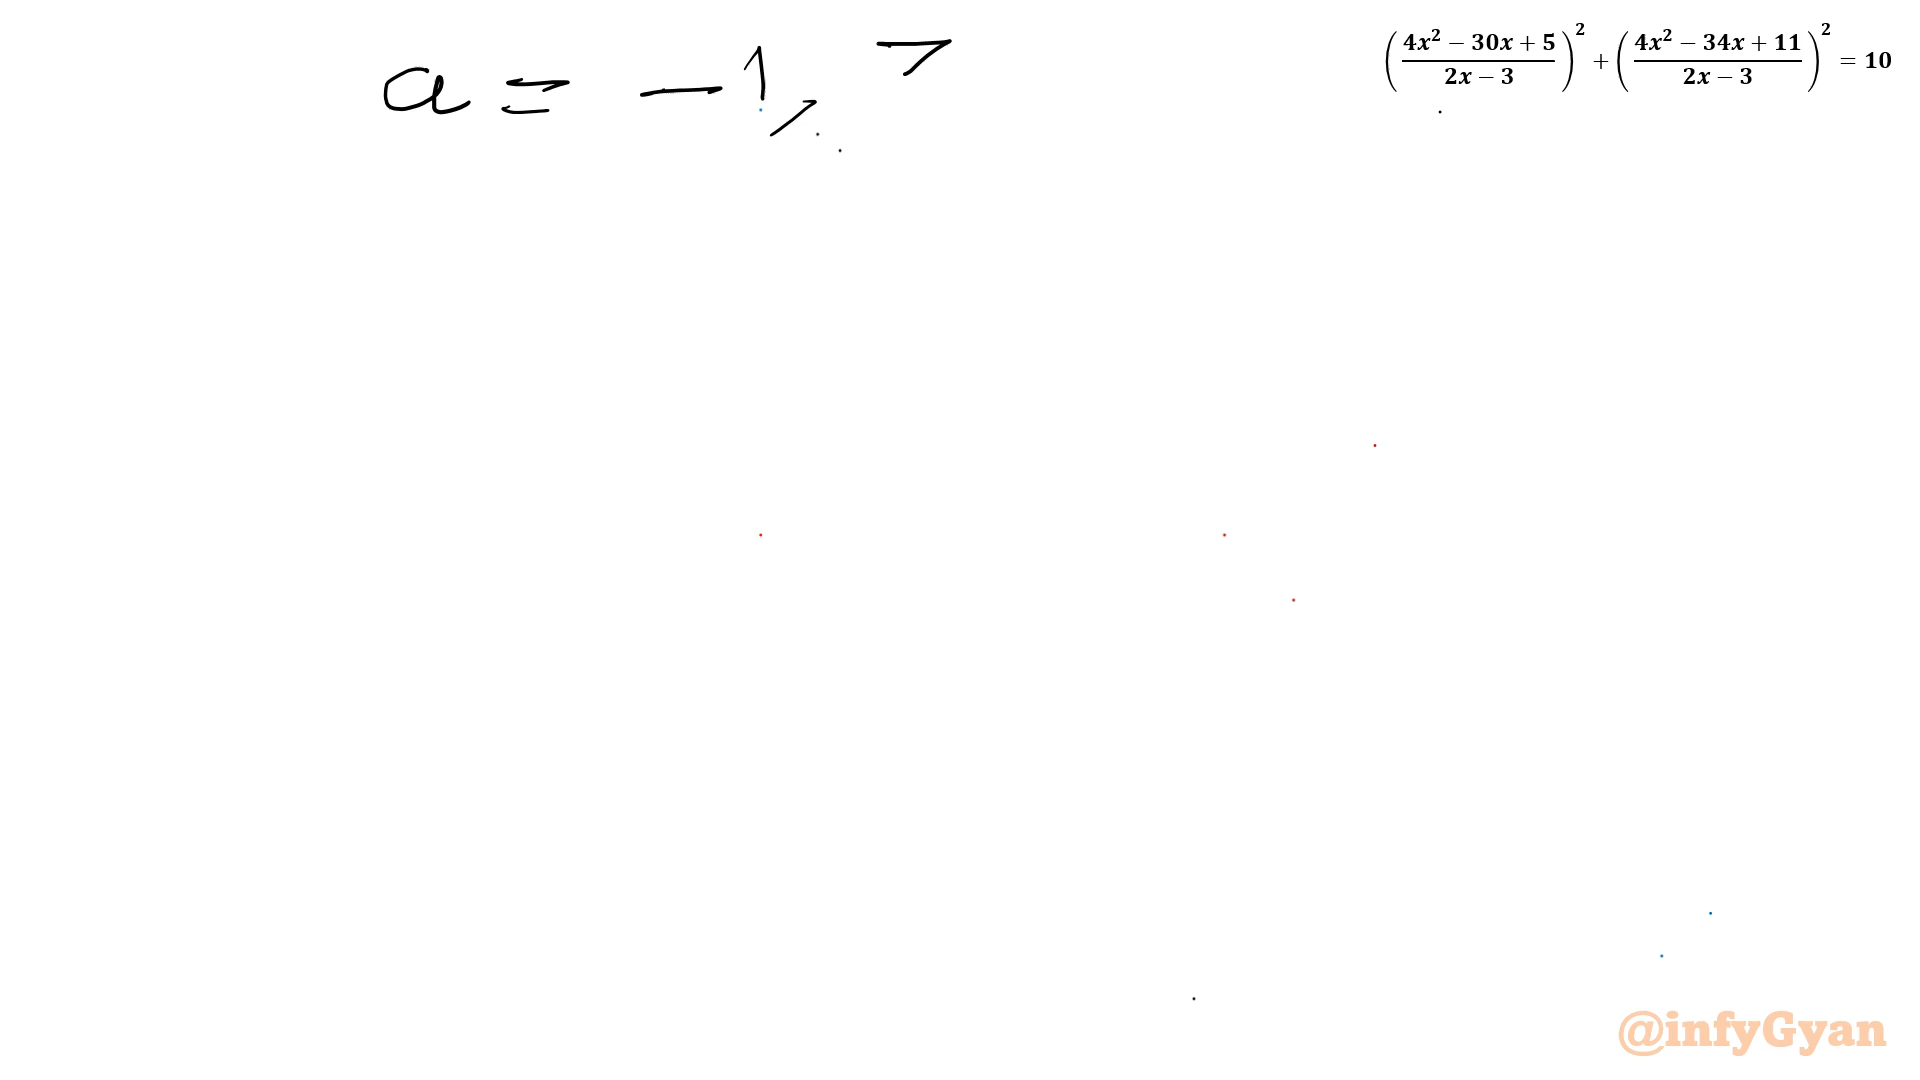 a = -1, 7
(4x² − 30x + 5 / 2x − 3)² + (4x² − 34x + 11 / 2x − 3)² = 10
@infyGyan